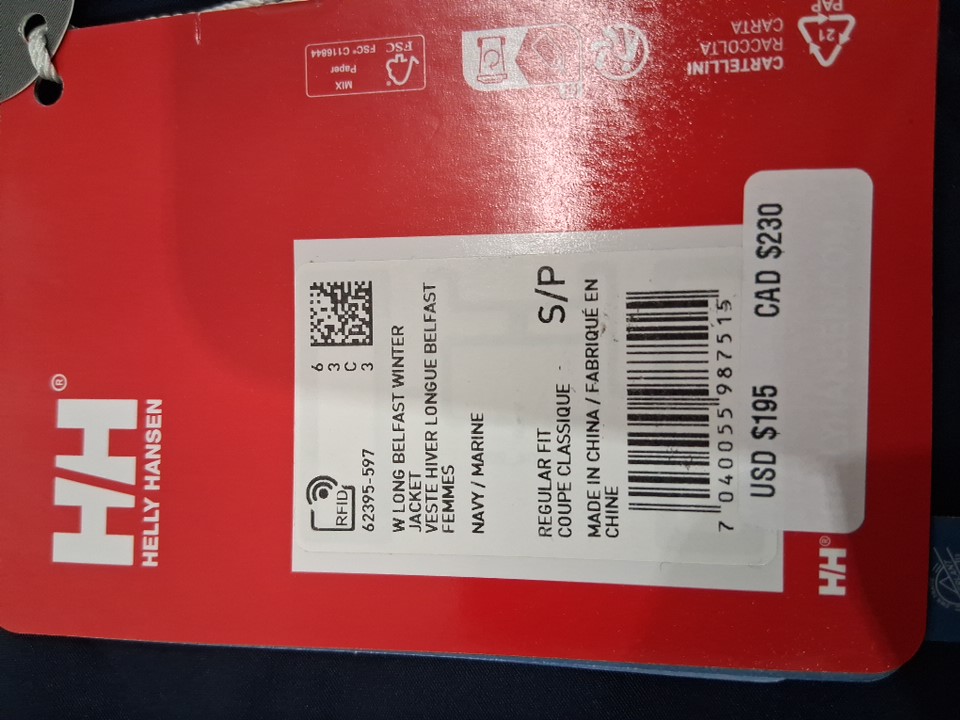 HH®
HELLY HANSEN
RFID
62395-597
6
3
C
3
W LONG BELFAST WINTER
JACKET
VESTE HIVER LONGUE BELFAST
FEMMES
NAVY / MARINE
REGULAR FIT
COUPE CLASSIQUE - S/P
MADE IN CHINA / FABRIQUÉ EN
CHINE
7 040055 987515
USD $195 CAD $230
HH®
MIX
Paper
FSC
FSC® C116844
21
PAP
CARTELLINI
RACCOLTA
CARTA